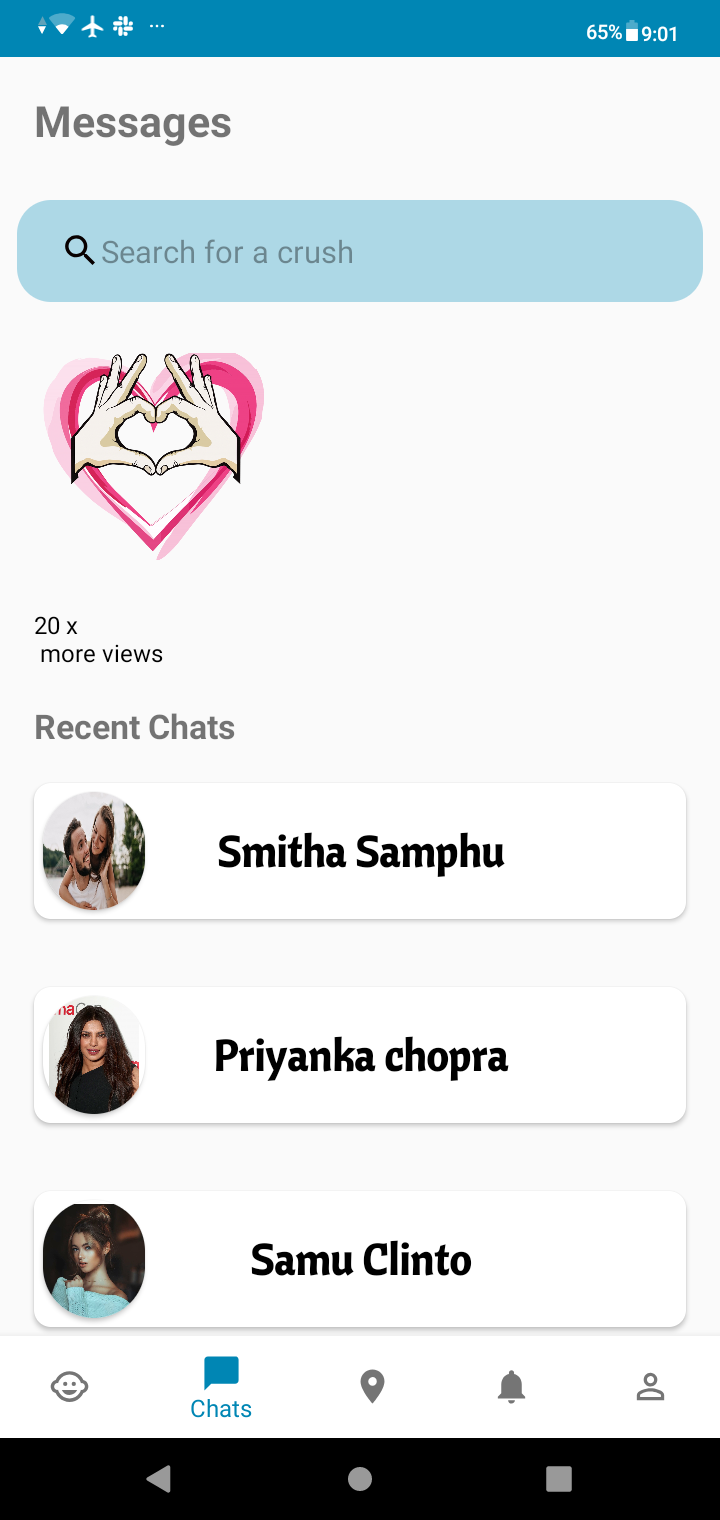 65% 9:01
Messages
Search for a crush
20 x
more views
Recent Chats
Smitha Samphu
Priyanka chopra
Samu Clinto
Chats